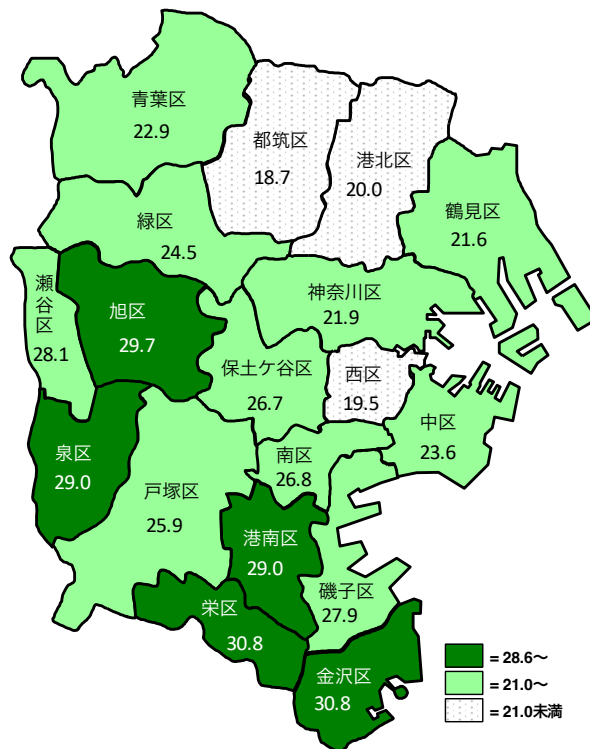 青葉区
22.9
都筑区
18.7
港北区
20.0
鶴見区
21.6
緑区
24.5
神奈川区
21.9
瀬谷区
28.1
旭区
29.7
保土ケ谷区
26.7
西区
19.5
中区
23.6
泉区
29.0
戸塚区
25.9
南区
26.8
港南区
29.0
磯子区
27.9
栄区
30.8
金沢区
30.8
= 28.6～
= 21.0～
= 21.0未満